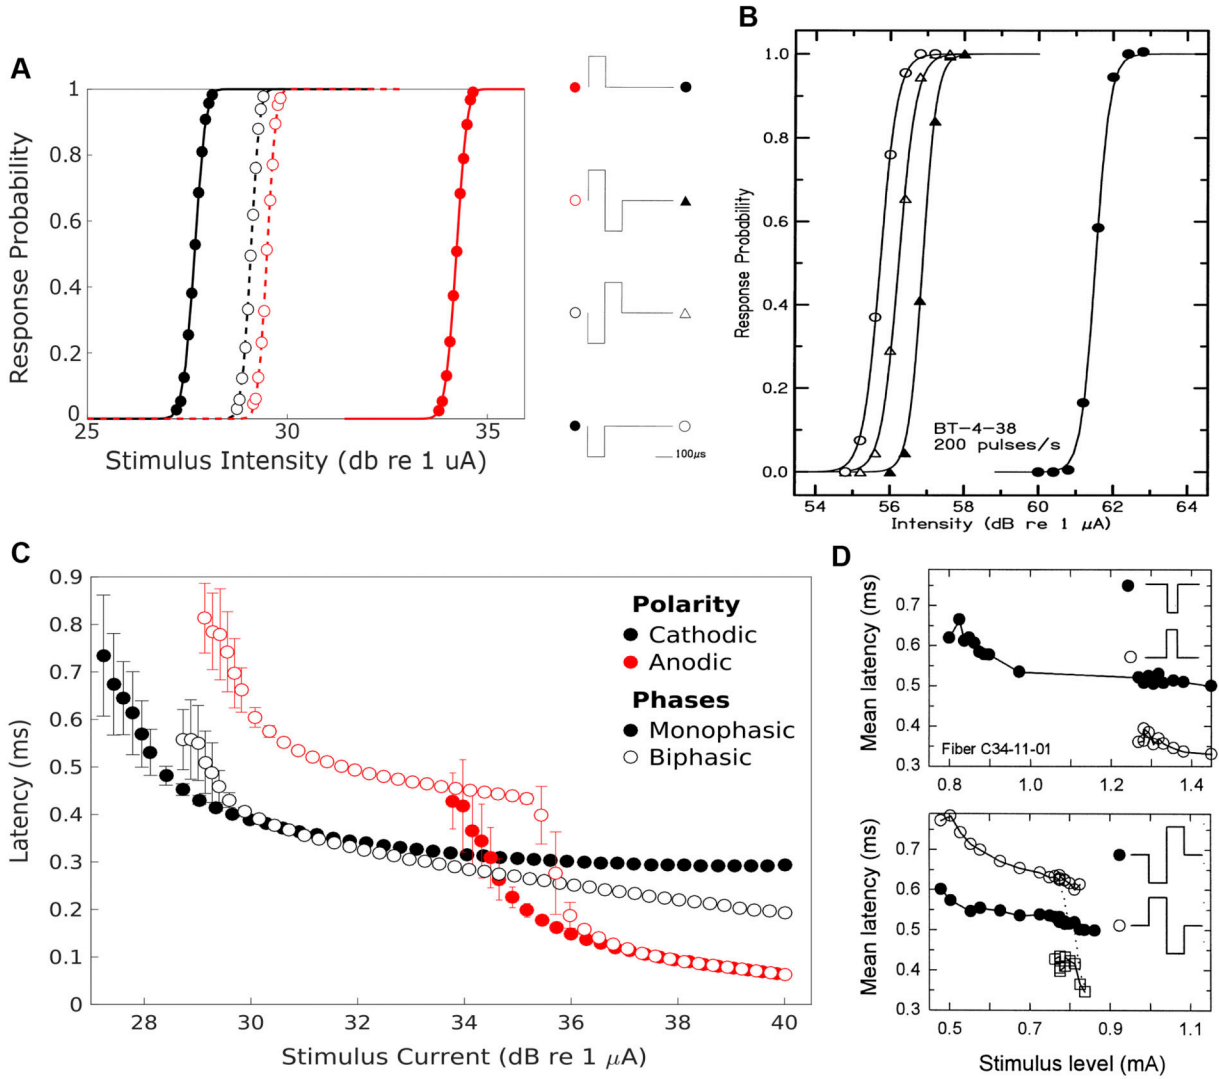 A
Response Probability
1
0.8
0.6
0.4
0.2
0
25
30
35
Stimulus Intensity (db re 1 uA)
100μs
B
Response Probability
1.0
0.8
0.6
0.4
0.2
0.0
BT-4-38
200 pulses/s
54
56
58
60
62
64
Intensity (dB re 1 μA)
C
Latency (ms)
0.9
0.8
0.7
0.6
0.5
0.4
0.3
0.2
0.1
0
Polarity
Cathodic
Anodic
Phases
Monophasic
Biphasic
28
30
32
34
36
38
40
Stimulus Current (dB re 1 μA)
D
Mean latency (ms)
0.7
0.6
0.5
0.4
0.3
Fiber C34-11-01
0.8
1.0
1.2
1.4
Mean latency (ms)
0.7
0.6
0.5
0.4
0.3
0.5
0.7
0.9
1.1
Stimulus level (mA)